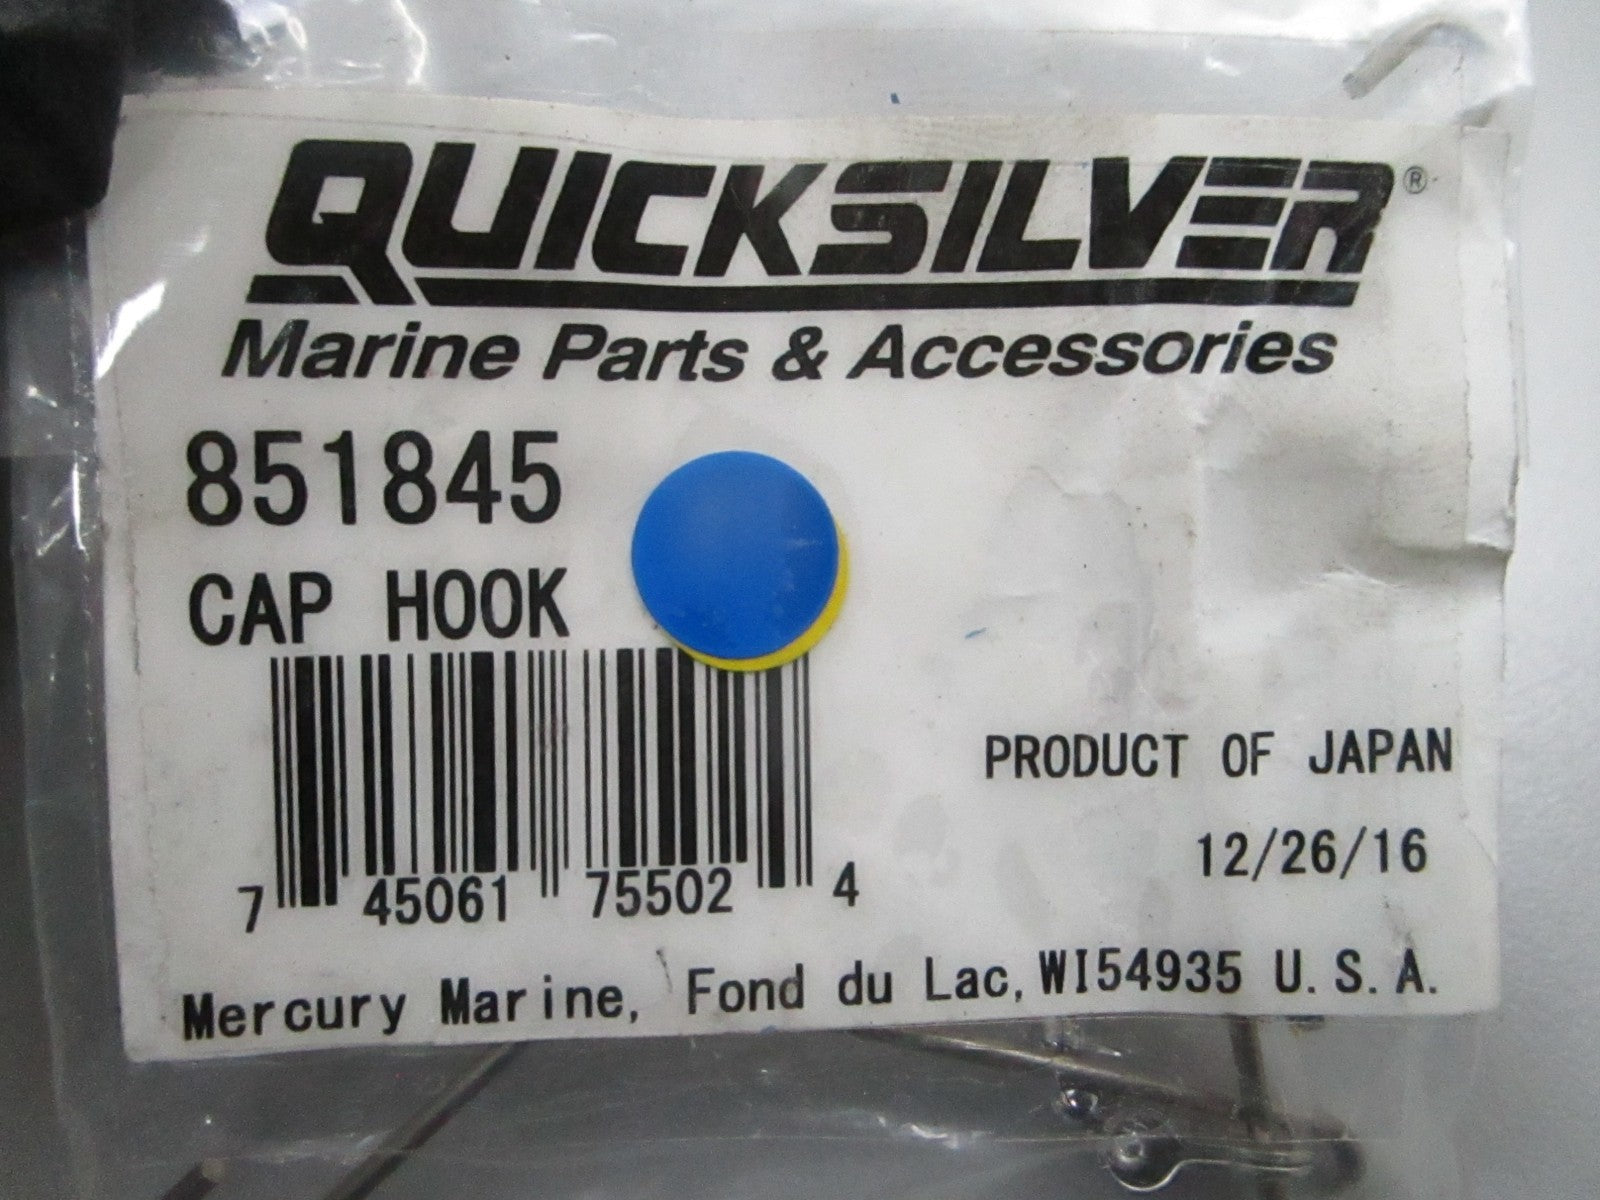 QUICKSILVER®
Marine Parts & Accessories
851845
CAP HOOK
PRODUCT OF JAPAN
12/26/16
7 45061 75502 4
Mercury Marine, Fond du Lac, WI54935 U.S.A.